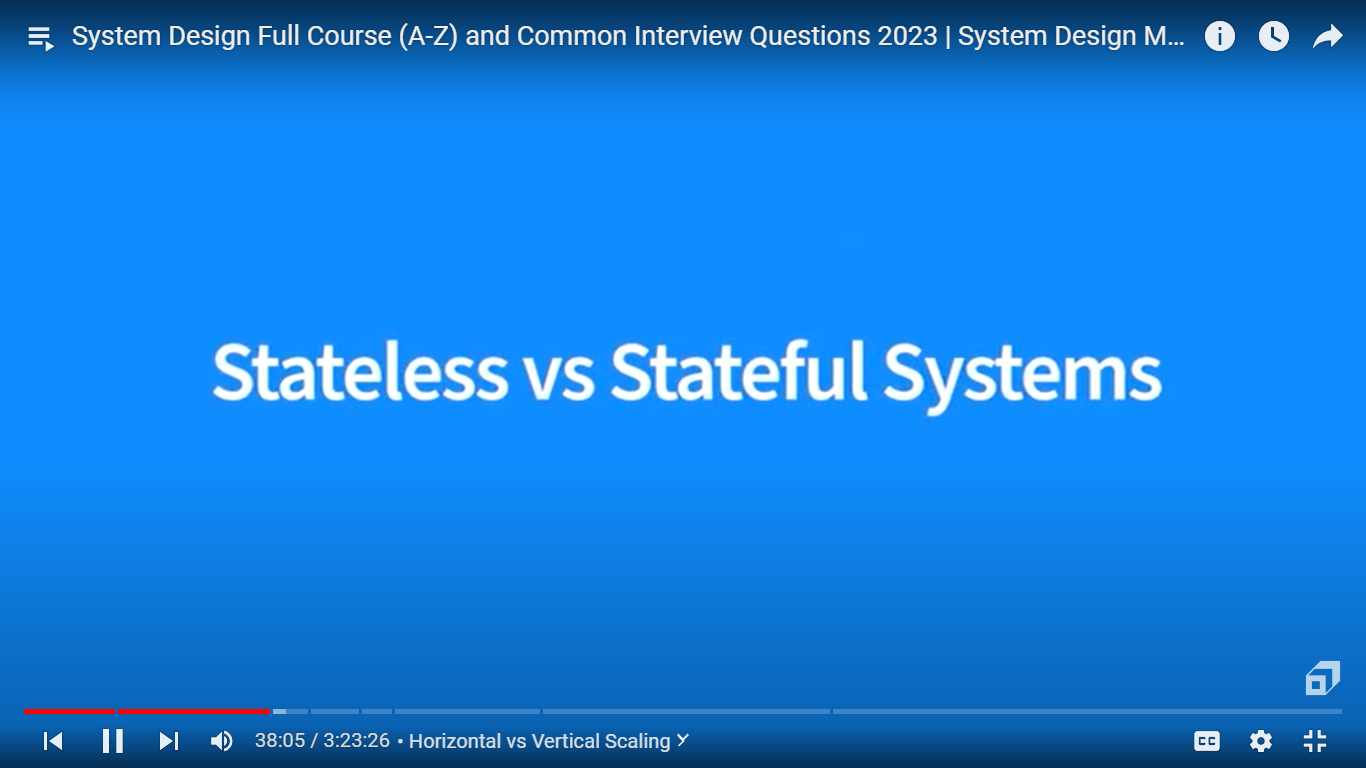 System Design Full Course (A-Z) and Common Interview Questions 2023 | System Design M...
Stateless vs Stateful Systems
38:05 / 3:23:26 • Horizontal vs Vertical Scaling
CC